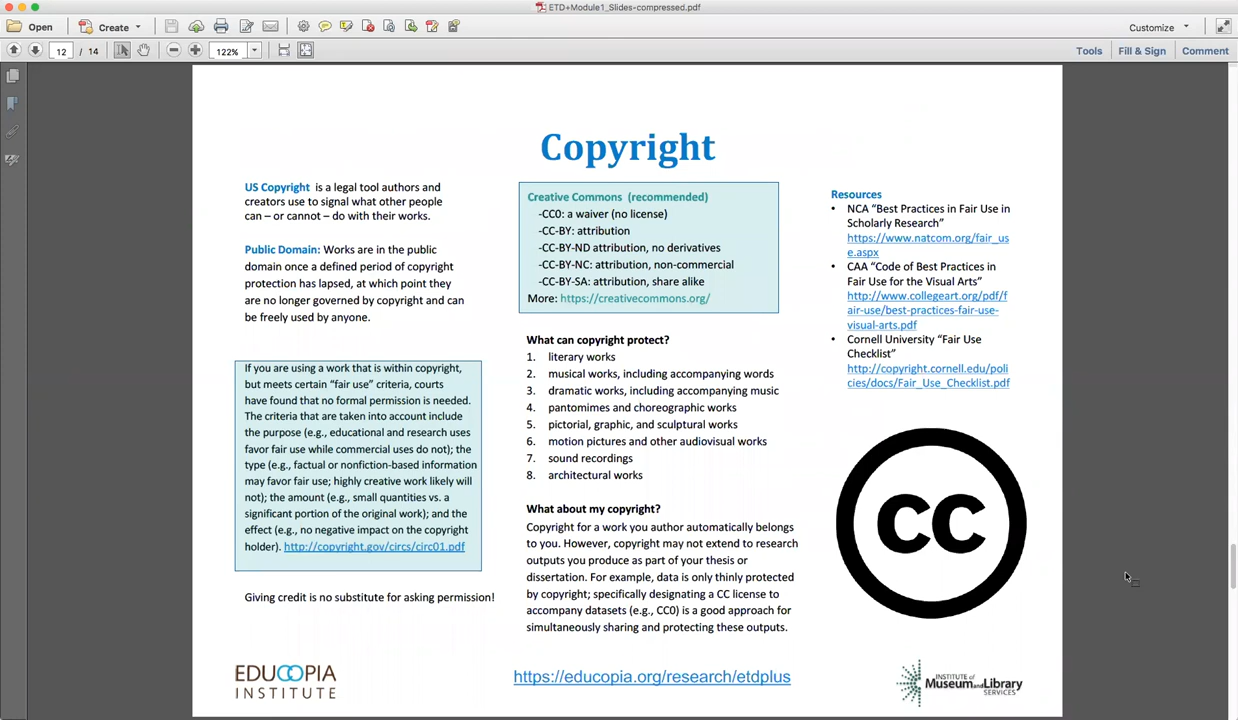 ETD+Module1_Slides-compressed.pdf
Open
Create
Customize
12 / 14
122%
Tools
Fill & Sign
Comment
Copyright
US Copyright is a legal tool authors and
creators use to signal what other people
can – or cannot – do with their works.
Public Domain: Works are in the public
domain once a defined period of copyright
protection has lapsed, at which point they
are no longer governed by copyright and can
be freely used by anyone.
If you are using a work that is within copyright,
but meets certain “fair use” criteria, courts
have found that no formal permission is needed.
The criteria that are taken into account include
the purpose (e.g., educational and research uses
favor fair use while commercial uses do not); the
type (e.g., factual or nonfiction-based information
may favor fair use; highly creative work likely will
not); the amount (e.g., small quantities vs. a
significant portion of the original work); and the
effect (e.g., no negative impact on the copyright
holder). http://copyright.gov/circs/circ01.pdf
Giving credit is no substitute for asking permission!
Creative Commons (recommended)
-CC0: a waiver (no license)
-CC-BY: attribution
-CC-BY-ND attribution, no derivatives
-CC-BY-NC: attribution, non-commercial
-CC-BY-SA: attribution, share alike
More: https://creativecommons.org/
What can copyright protect?
1. literary works
2. musical works, including accompanying words
3. dramatic works, including accompanying music
4. pantomimes and choreographic works
5. pictorial, graphic, and sculptural works
6. motion pictures and other audiovisual works
7. sound recordings
8. architectural works
What about my copyright?
Copyright for a work you author automatically belongs
to you. However, copyright may not extend to research
outputs you produce as part of your thesis or
dissertation. For example, data is only thinly protected
by copyright; specifically designating a CC license to
accompany datasets (e.g., CC0) is a good approach for
simultaneously sharing and protecting these outputs.
Resources
• NCA “Best Practices in Fair Use in
Scholarly Research”
https://www.natcom.org/fair_us
e.aspx
• CAA “Code of Best Practices in
Fair Use for the Visual Arts”
http://www.collegeart.org/pdf/f
air-use/best-practices-fair-use-
visual-arts.pdf
• Cornell University “Fair Use
Checklist”
http://copyright.cornell.edu/poli
cies/docs/Fair_Use_Checklist.pdf
CC
EDUCOPIA
INSTITUTE
https://educopia.org/research/etdplus
INSTITUTE of
Museum and Library
SERVICES